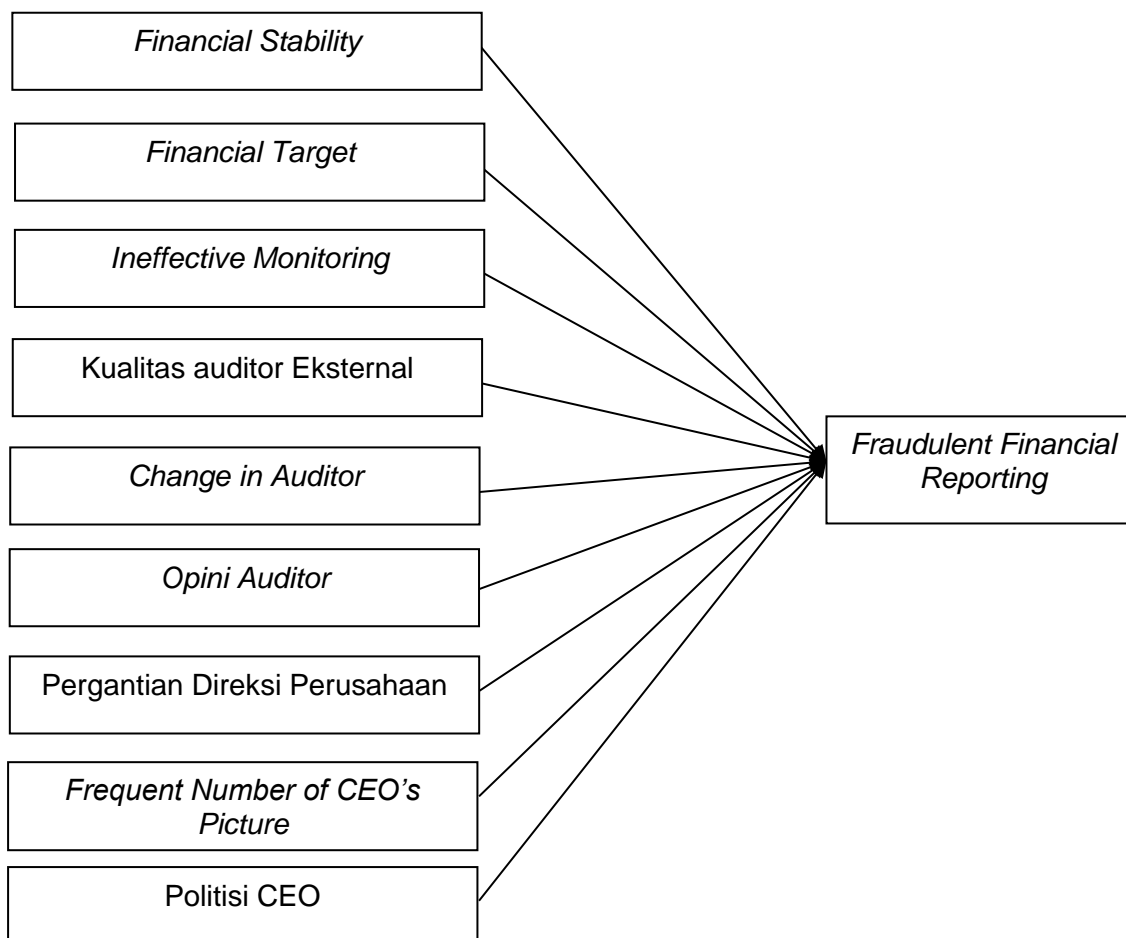 Financial Stability
Financial Target
Ineffective Monitoring
Kualitas auditor Eksternal
Change in Auditor
Opini Auditor
Pergantian Direksi Perusahaan
Frequent Number of CEO’s
Picture
Politisi CEO
Fraudulent Financial
Reporting